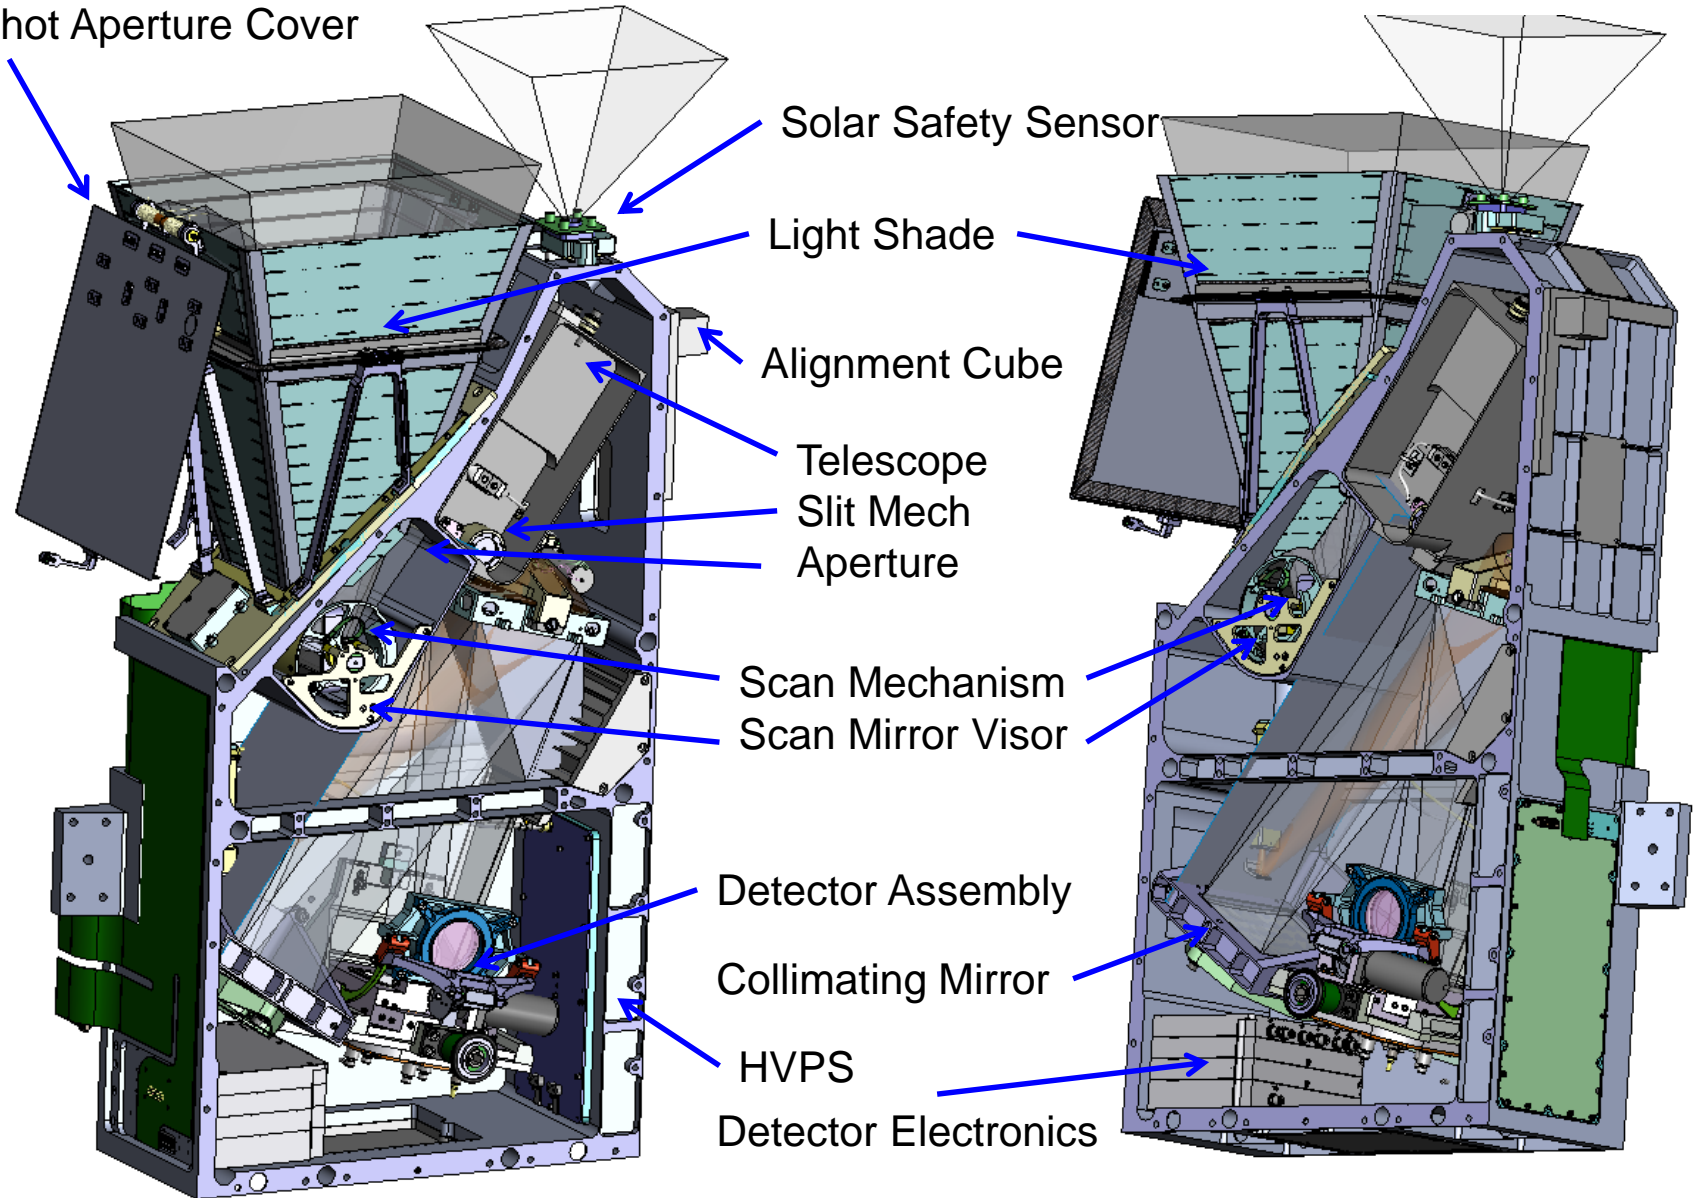 hot Aperture Cover
Solar Safety Sensor
Light Shade
Alignment Cube
Telescope
Slit Mech
Aperture
Scan Mechanism
Scan Mirror Visor
Detector Assembly
Collimating Mirror
HVPS
Detector Electronics